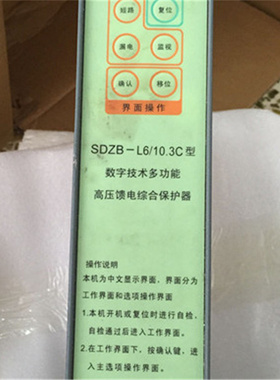 短路 复位
漏电 监视
确认 移位
界面操作
SDZB-L6/10.3C型
数字技术多功能
高压馈电综合保护器
操作说明
本机为中文显示界面，界面分为
工作界面和选项操作界面
1.本机开机或复位时进行自检，
自检通过后进入工作界面。
2.在工作界面下，按确认键，进
入主选项操作界面。